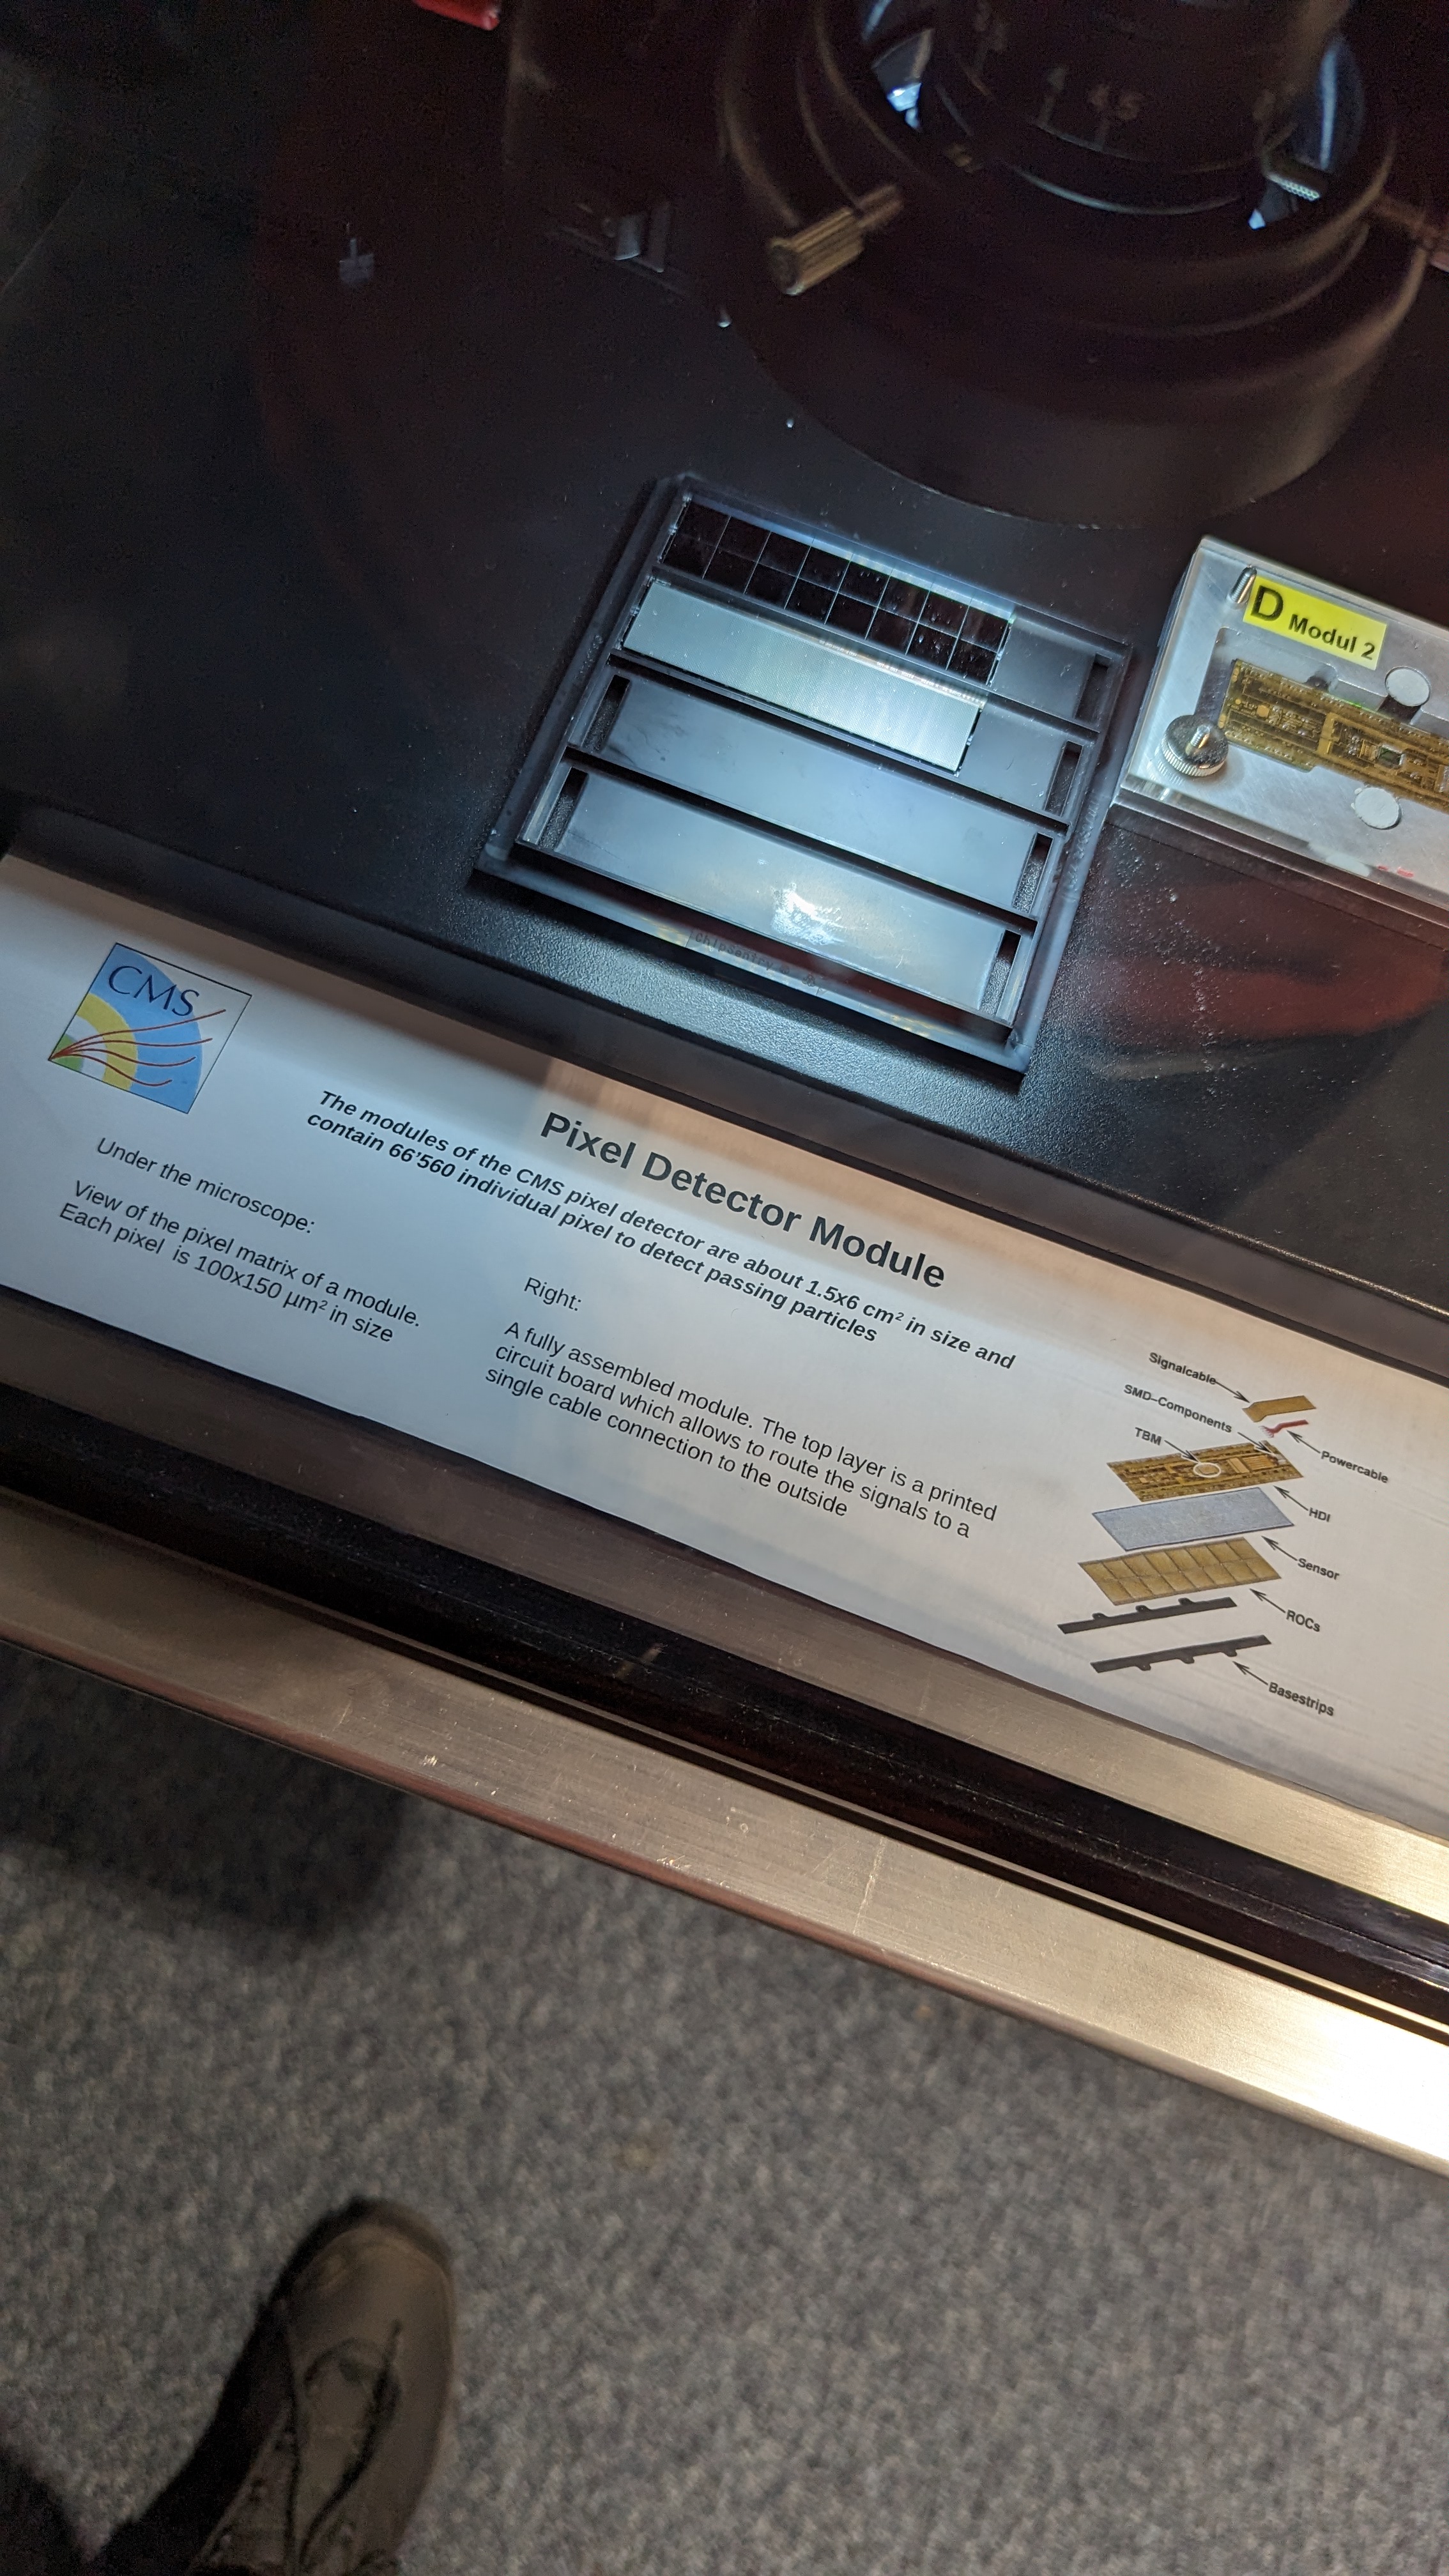 D Modul 2
CMS
Pixel Detector Module
The modules of the CMS pixel detector are about 1.5x6 cm² in size and
contain 66'560 individual pixel to detect passing particles
Under the microscope:
View of the pixel matrix of a module.
Each pixel is 100x150 µm² in size
Right:
A fully assembled module. The top layer is a printed
circuit board which allows to route the signals to a
single cable connection to the outside
Signalcable
SMD-Components
TBM
Powercable
HDI
Sensor
ROCs
Basestrips